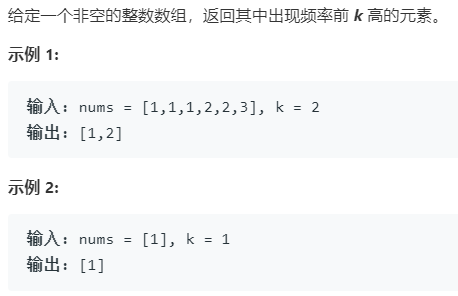 给定一个非空的整数数组，返回其中出现频率前 k 高的元素。
示例 1:
输入: nums = [1,1,1,2,2,3], k = 2
输出: [1,2]
示例 2:
输入: nums = [1], k = 1
输出: [1]